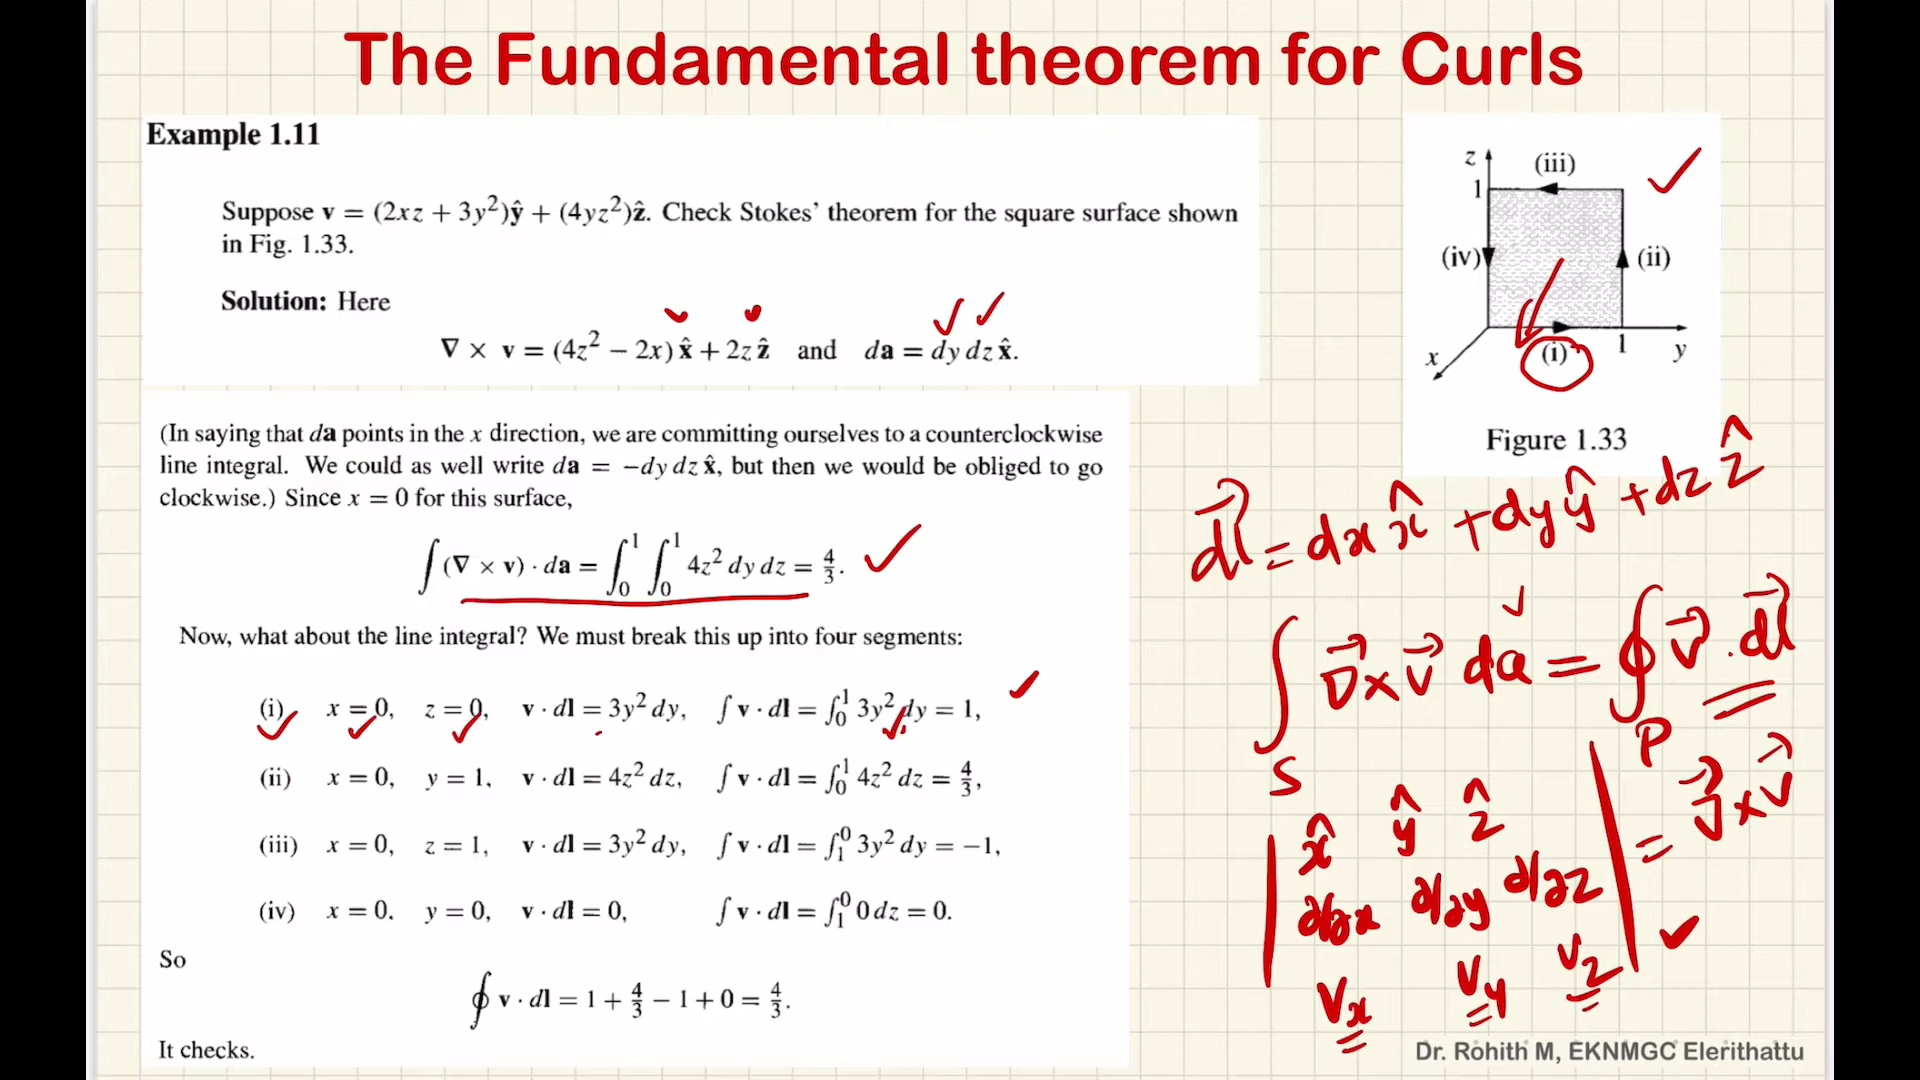 The Fundamental theorem for Curls
Example 1.11
Suppose v = (2xz + 3y²)ŷ + (4yz²)ẑ. Check Stokes’ theorem for the square surface shown
in Fig. 1.33.
Solution: Here
∇ × v = (4z² − 2x) x̂ + 2z ẑ and da = dy dz x̂.
(In saying that da points in the x direction, we are committing ourselves to a counterclockwise
line integral. We could as well write da = −dy dz x̂, but then we would be obliged to go
clockwise.) Since x = 0 for this surface,
∫(∇ × v) · da = ∫₀¹ ∫₀¹ 4z² dy dz = 4/3.
Now, what about the line integral? We must break this up into four segments:
(i) x = 0, z = 0, v · dl = 3y² dy, ∫ v · dl = ∫₀¹ 3y² dy = 1,
(ii) x = 0, y = 1, v · dl = 4z² dz, ∫ v · dl = ∫₀¹ 4z² dz = 4/3,
(iii) x = 0, z = 1, v · dl = 3y² dy, ∫ v · dl = ∫₁⁰ 3y² dy = −1,
(iv) x = 0. y = 0, v · dl = 0, ∫ v · dl = ∫₁⁰ 0 dz = 0.
So
∮ v · dl = 1 + 4/3 − 1 + 0 = 4/3.
It checks.
z
(iii)
1
(iv)
(ii)
x
(i)
1
y
Figure 1.33
d⃗l = dx x̂ + dy ŷ + dz ẑ
∫ ∇⃗ × v⃗ da = ∮ v⃗ . d⃗l
S
P
x̂ ŷ ẑ
∂/∂x ∂/∂y ∂/∂z = ∇⃗ × v⃗
Vx Vy Vz
Dr. Rohith M, EKNMGC Elerithattu